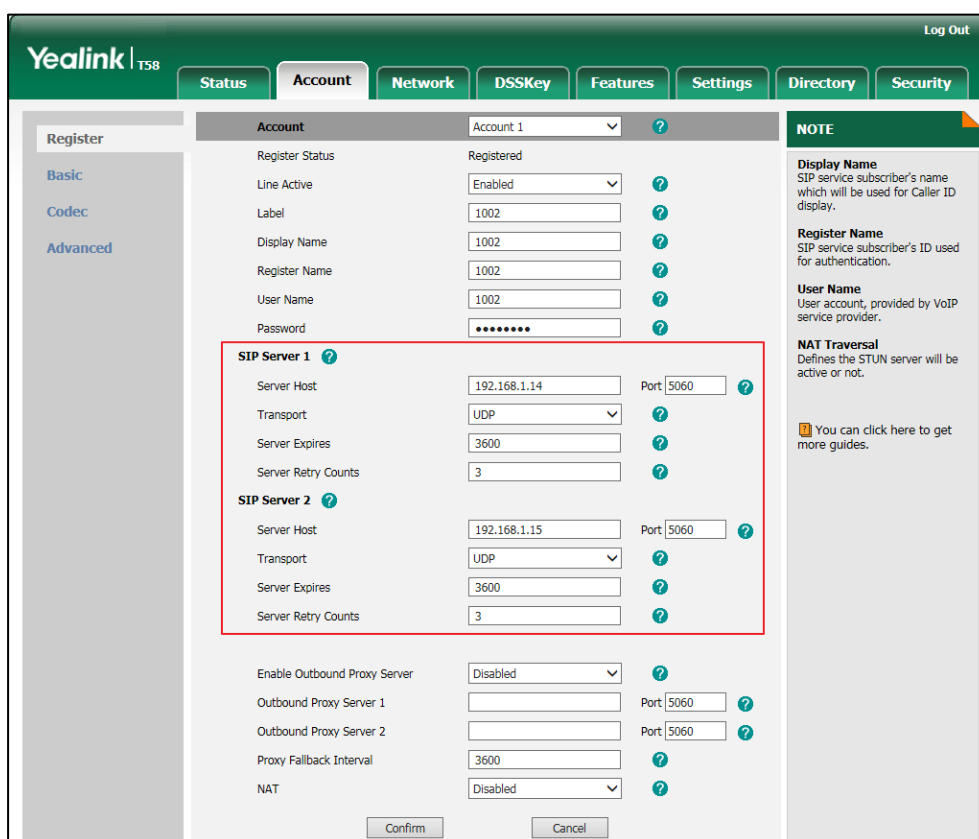 Log Out
Yealink T58
Status Account Network DSSKey Features Settings Directory Security
Register
Basic
Codec
Advanced
Account Account 1 ?
Register Status Registered
Line Active Enabled ?
Label 1002 ?
Display Name 1002 ?
Register Name 1002 ?
User Name 1002 ?
Password •••••••• ?
SIP Server 1 ?
Server Host 192.168.1.14 Port 5060 ?
Transport UDP ?
Server Expires 3600 ?
Server Retry Counts 3 ?
SIP Server 2 ?
Server Host 192.168.1.15 Port 5060 ?
Transport UDP ?
Server Expires 3600 ?
Server Retry Counts 3 ?
Enable Outbound Proxy Server Disabled ?
Outbound Proxy Server 1 Port 5060 ?
Outbound Proxy Server 2 Port 5060 ?
Proxy Fallback Interval 3600 ?
NAT Disabled ?
Confirm Cancel
NOTE
Display Name
SIP service subscriber's name
which will be used for Caller ID
display.
Register Name
SIP service subscriber's ID used
for authentication.
User Name
User account, provided by VoIP
service provider.
NAT Traversal
Defines the STUN server will be
active or not.
? You can click here to get
more guides.